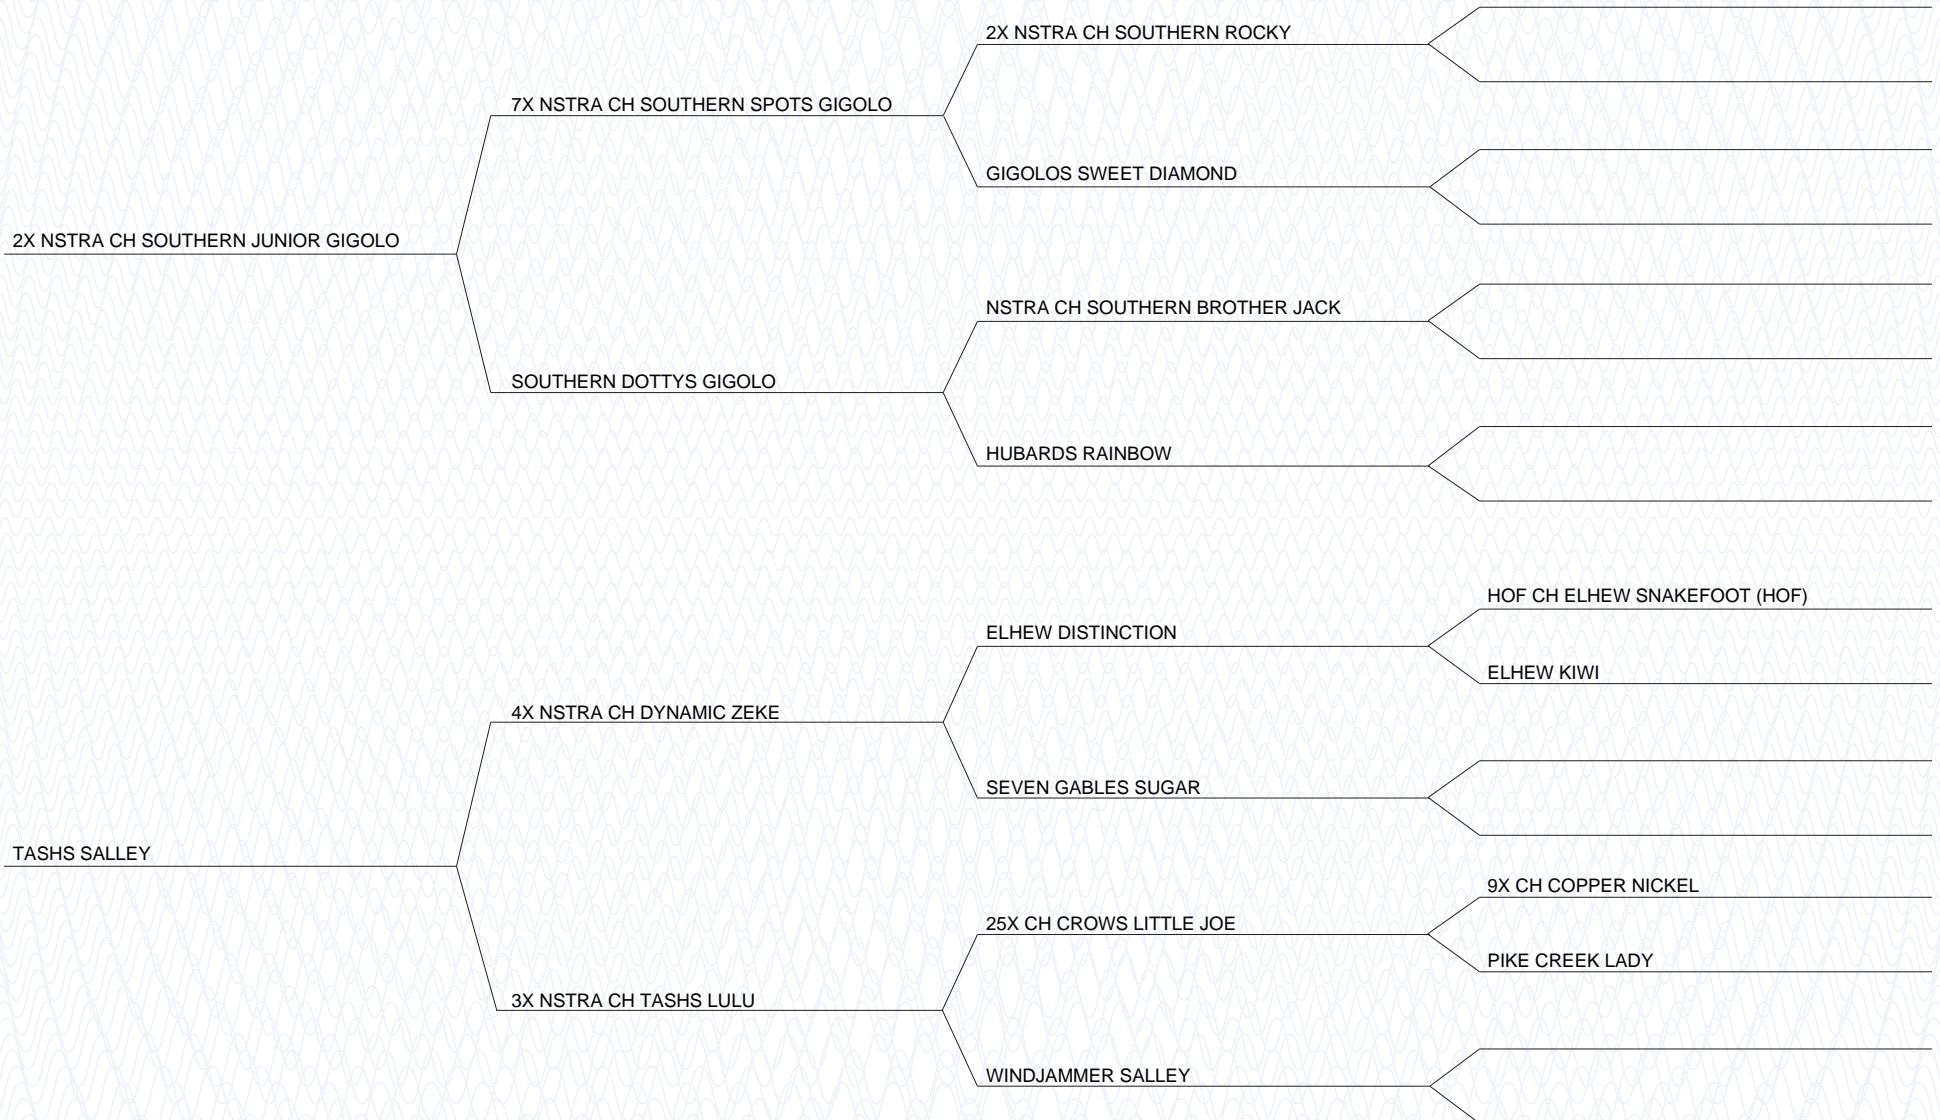 2X NSTRA CH SOUTHERN ROCKY
7X NSTRA CH SOUTHERN SPOTS GIGOLO
GIGOLOS SWEET DIAMOND
2X NSTRA CH SOUTHERN JUNIOR GIGOLO
NSTRA CH SOUTHERN BROTHER JACK
SOUTHERN DOTTYS GIGOLO
HUBARDS RAINBOW
HOF CH ELHEW SNAKEFOOT (HOF)
ELHEW DISTINCTION
ELHEW KIWI
4X NSTRA CH DYNAMIC ZEKE
SEVEN GABLES SUGAR
TASHS SALLEY
9X CH COPPER NICKEL
25X CH CROWS LITTLE JOE
PIKE CREEK LADY
3X NSTRA CH TASHS LULU
WINDJAMMER SALLEY